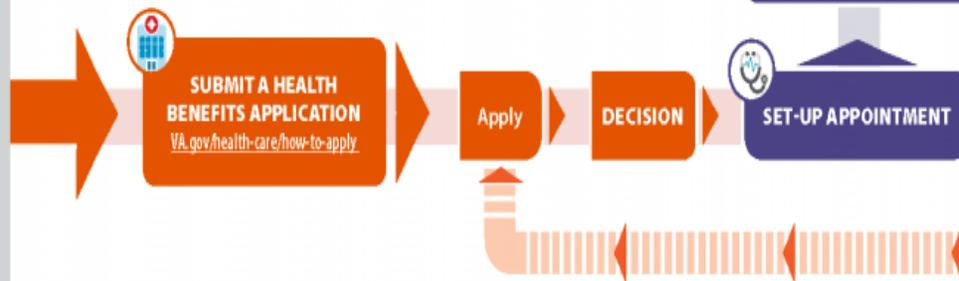 SUBMIT A HEALTH
BENEFITS APPLICATION
VA.gov/health-care/how-to-apply
Apply
DECISION
SET-UP APPOINTMENT